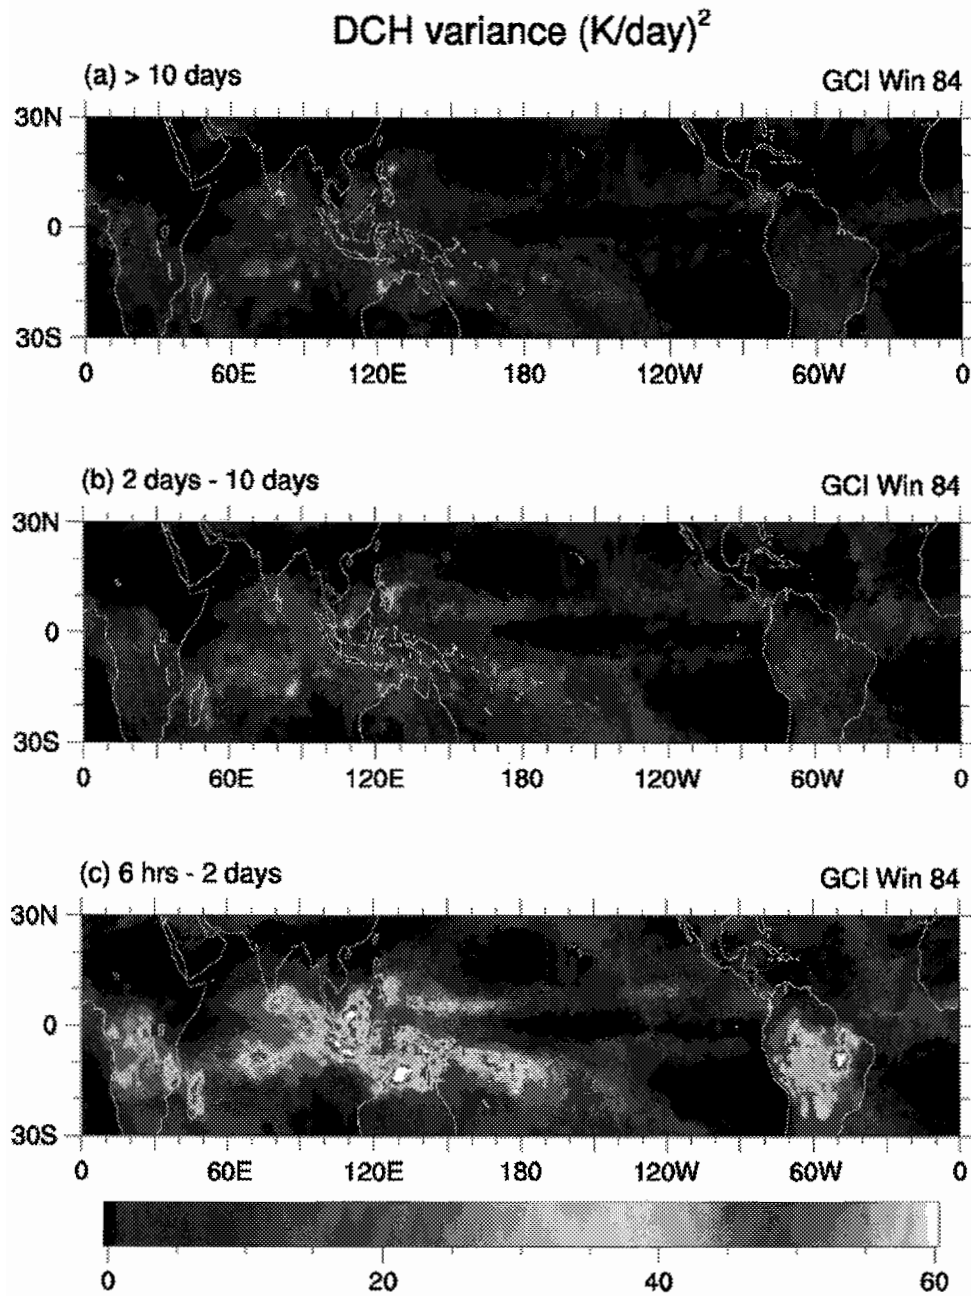 DCH variance (K/day)²
(a) > 10 days GCI Win 84
30N
0
30S
0 60E 120E 180 120W 60W 0
(b) 2 days - 10 days GCI Win 84
30N
0
30S
0 60E 120E 180 120W 60W 0
(c) 6 hrs - 2 days GCI Win 84
30N
0
30S
0 60E 120E 180 120W 60W 0
0 20 40 60